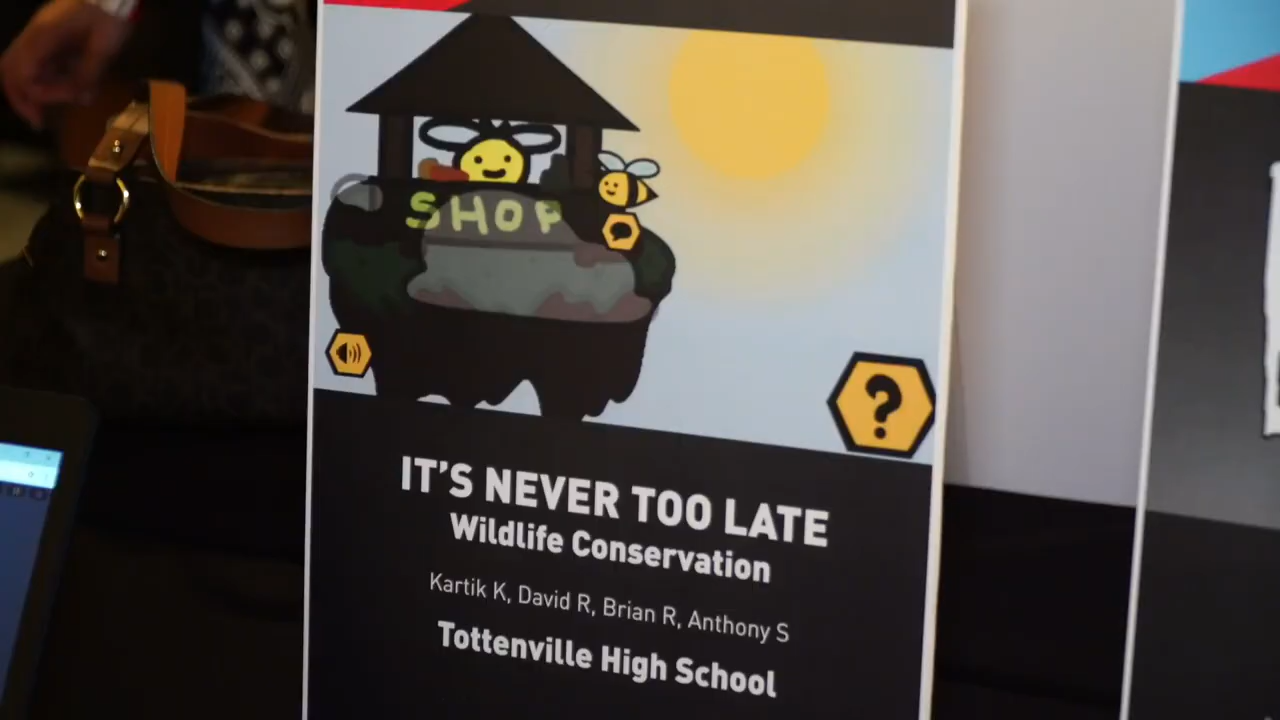 SHOP
?
IT'S NEVER TOO LATE
Wildlife Conservation
Kartik K, David R, Brian R, Anthony S
Tottenville High School